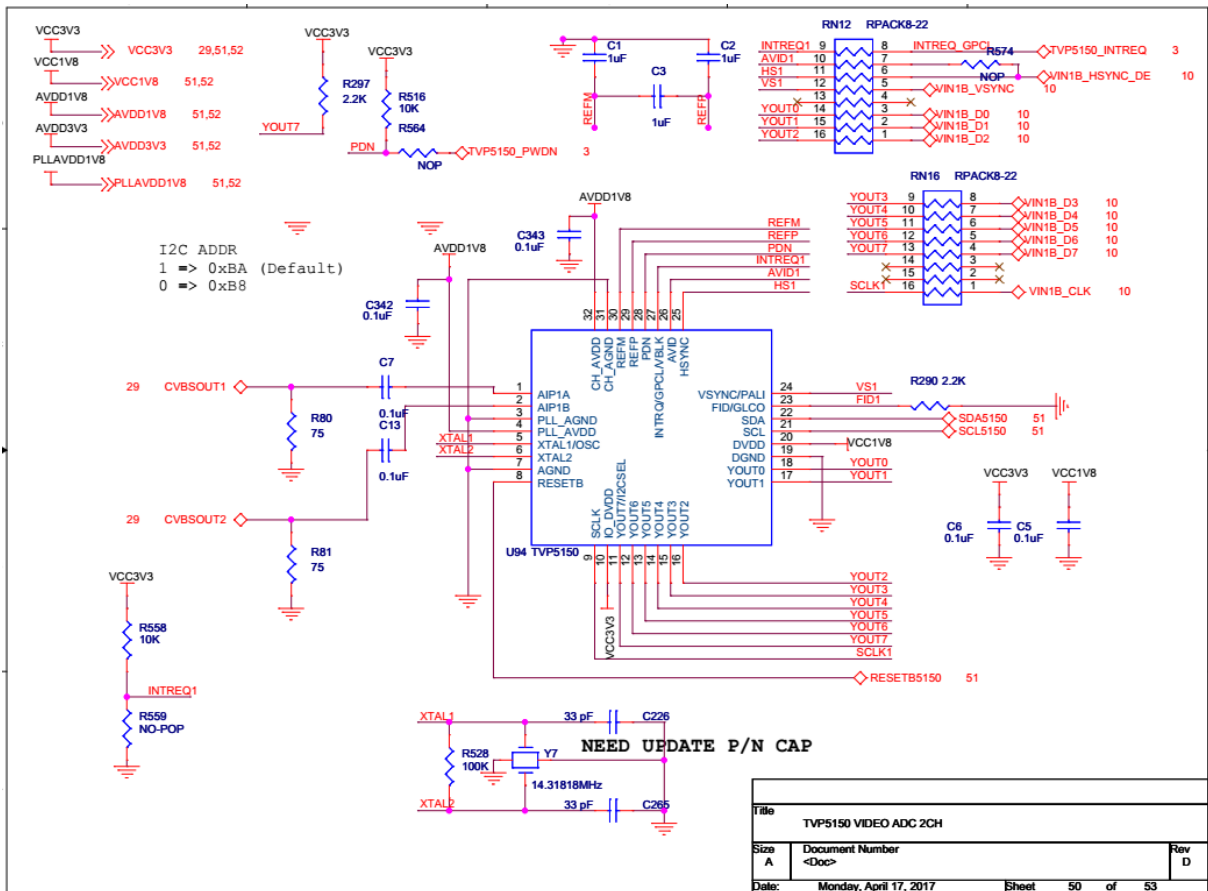 VCC3V3
VCC3V3 29,51,52
VCC1V8
VCC1V8 51,52
AVDD1V8
AVDD1V8 51,52
AVDD3V3
AVDD3V3 51,52
PLLAVDD1V8
PLLAVDD1V8 51,52
VCC3V3
R297
2.2K
YOUT7
VCC3V3
R516
10K
R564
PDN
NOP
TVP5150_PWDN 3
C1
1uF
C2
1uF
C3
1uF
REFM
REFP
RN12 RPACK8-22
INTREQ1 9 8 INTREQ_GPCL TVP5150_INTREQ 3
AVID1 10 7 R574
NOP
HS1 11 6 VIN1B_HSYNC_DE 10
VS1 12 5 VIN1B_VSYNC 10
13 4
YOUT0 14 3 VIN1B_D0 10
YOUT1 15 2 VIN1B_D1 10
YOUT2 16 1 VIN1B_D2 10
RN16 RPACK8-22
YOUT3 9 8 VIN1B_D3 10
YOUT4 10 7 VIN1B_D4 10
YOUT5 11 6 VIN1B_D5 10
YOUT6 12 5 VIN1B_D6 10
YOUT7 13 4 VIN1B_D7 10
14 3
15 2
SCLK1 16 1 VIN1B_CLK 10
I2C ADDR
1 => 0xBA (Default)
0 => 0xB8
AVDD1V8
C343
0.1uF
AVDD1V8
C342
0.1uF
REFM
REFP
PDN
INTREQ1
AVID1
HS1
32 31 30 29 28 27 26 25
CH_AVDD
CH_AGND
REFM
REFP
PDN
INTRQ/GPCL/VBLK
AVID
HSYNC
29 CVBSOUT1
C7
0.1uF
R80
75
C13
0.1uF
29 CVBSOUT2
R81
75
1 AIP1A
2 AIP1B
3 PLL_AGND
4 PLL_AVDD
XTAL1 5 XTAL1/OSC
XTAL2 6 XTAL2
7 AGND
8 RESETB
VSYNC/PALI 24 VS1
FID/GLCO 23 FID1
R290 2.2K
SDA 22 SDA5150 51
SCL 21 SCL5150 51
DVDD 20 VCC1V8
DGND 19
YOUT0 18 YOUT0
YOUT1 17 YOUT1
SCLK
IO_DVDD
YOUT7/I2CSEL
YOUT6
YOUT5
YOUT4
YOUT3
YOUT2
U94 TVP5150
9 10 11 12 13 14 15 16
VCC3V3
YOUT2
YOUT3
YOUT4
YOUT5
YOUT6
YOUT7
SCLK1
RESETB5150 51
VCC3V3
VCC1V8
C6
0.1uF
C5
0.1uF
VCC3V3
R558
10K
INTREQ1
R559
NO-POP
XTAL1
33 pF C226
NEED UPDATE P/N CAP
R528
100K
Y7
14.31818MHz
XTAL2
33 pF C265
Title
TVP5150 VIDEO ADC 2CH
Size Document Number Rev
A <Doc> D
Date: Monday, April 17, 2017 Sheet 50 of 53